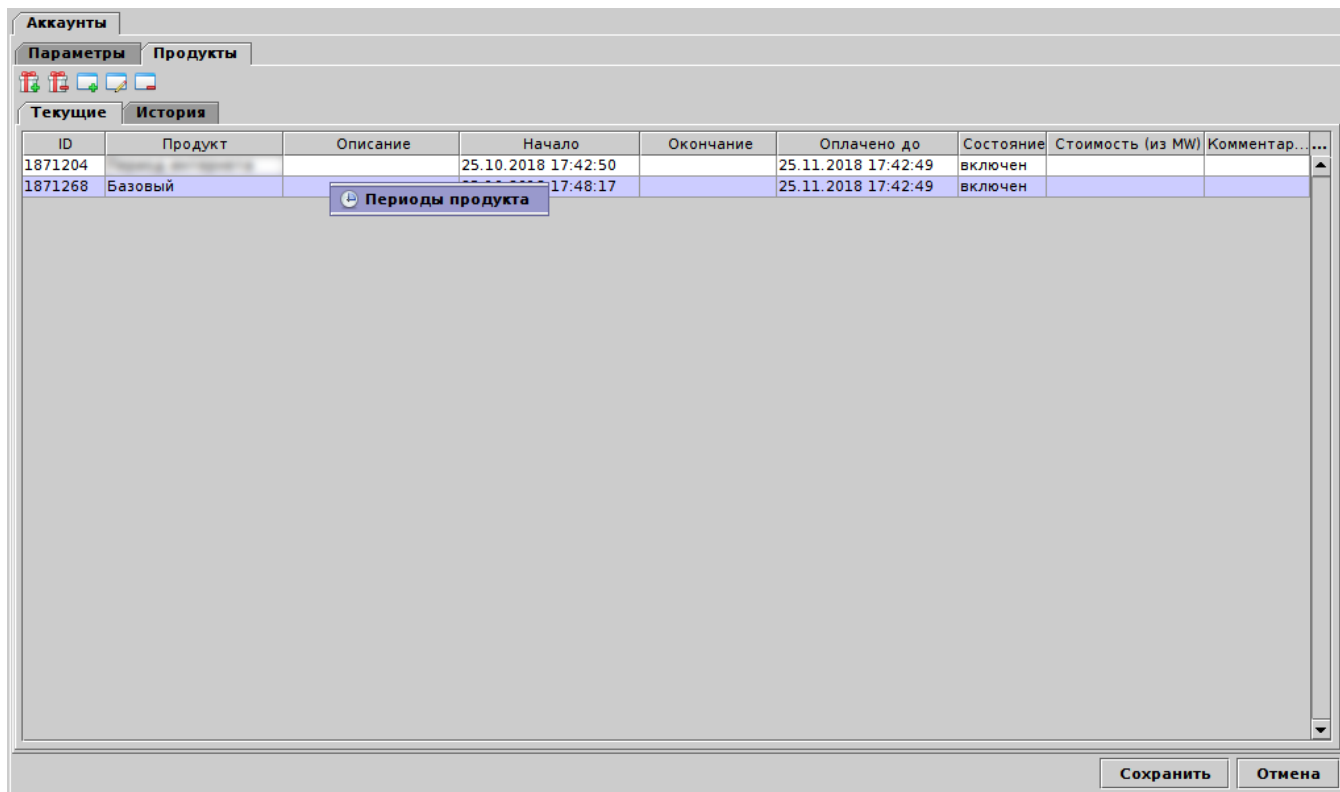 Аккаунты
Параметры Продукты
Текущие История
ID Продукт Описание Начало Окончание Оплачено до Состояние Стоимость (из MW) Комментар... ...
1871204 25.10.2018 17:42:50 25.11.2018 17:42:49 включен
1871268 Базовый 17:48:17 25.11.2018 17:42:49 включен
Периоды продукта
Сохранить Отмена